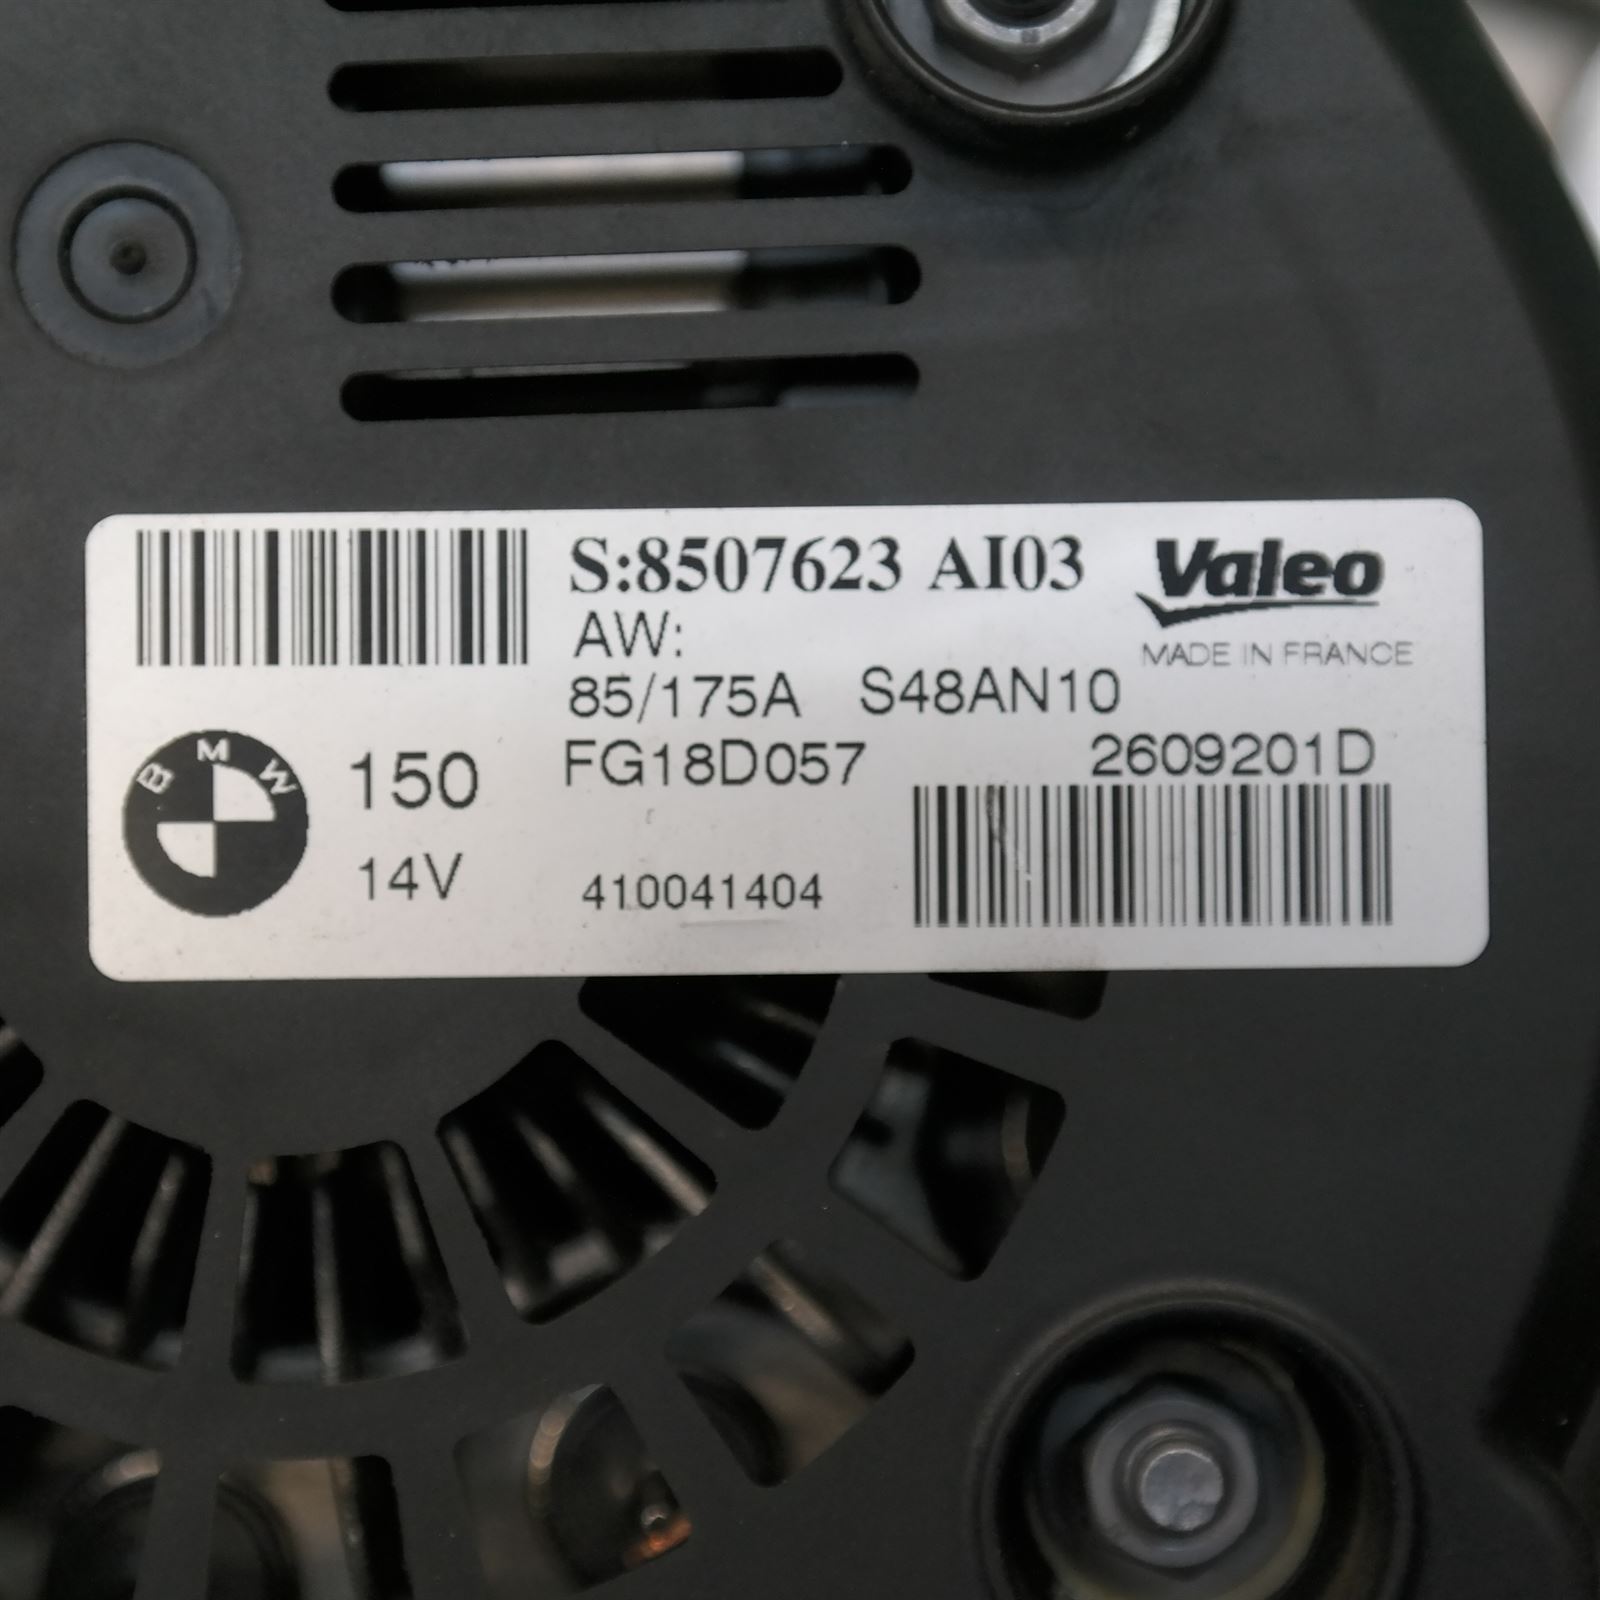 S:8507623 AI03
Valeo
MADE IN FRANCE
AW:
85/175A S48AN10
BMW
150
FG18D057
2609201D
14V
410041404